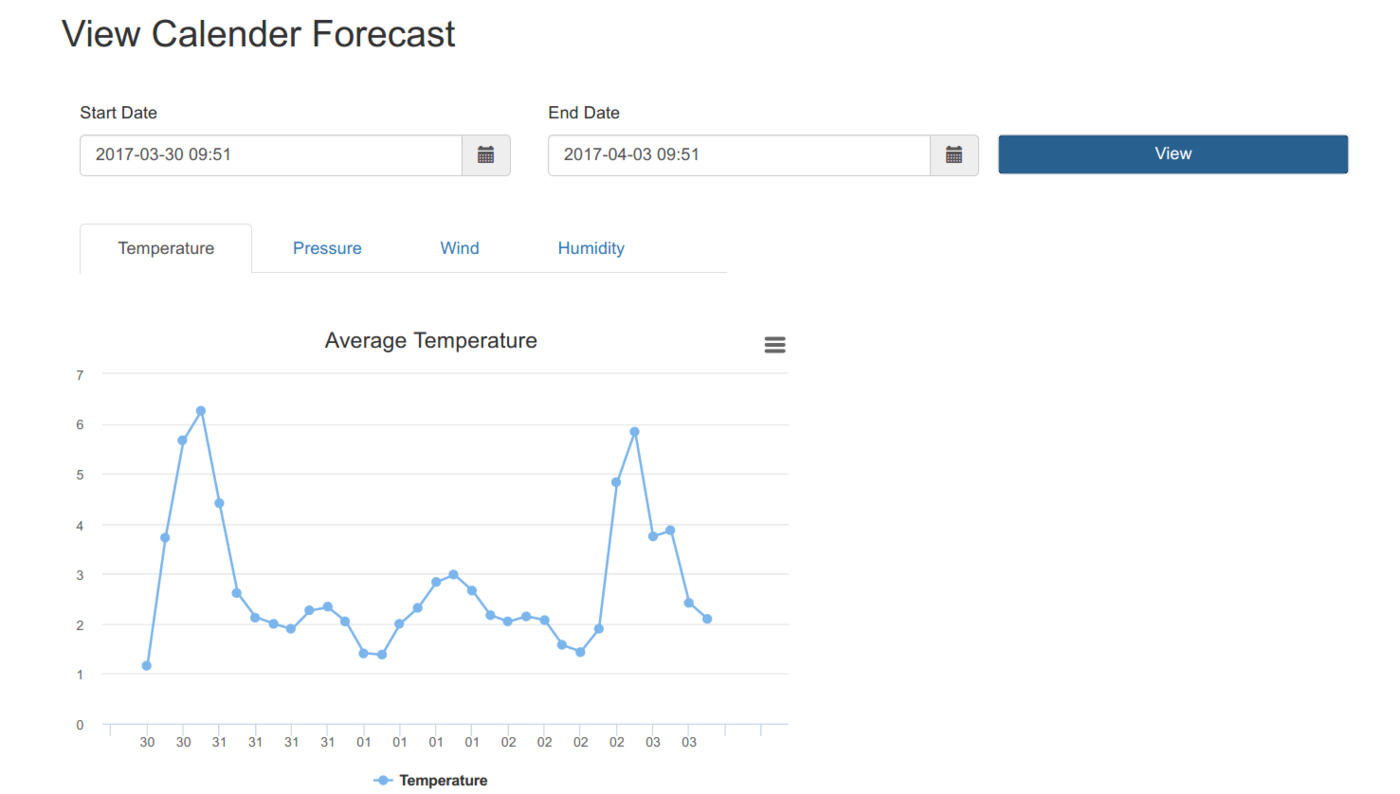 View Calender Forecast
Start Date End Date
2017-03-30 09:51 2017-04-03 09:51 View
Temperature Pressure Wind Humidity
Average Temperature
7
6
5
4
3
2
1
0
30 30 31 31 31 31 01 01 01 01 02 02 02 02 03 03
Temperature